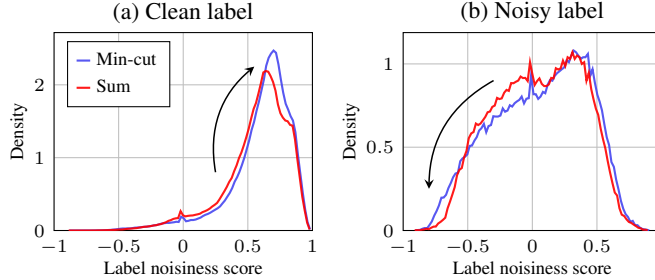 (a) Clean label
Density
2
1
0
Min-cut
Sum
−1
−0.5
0
0.5
1
Label noisiness score
(b) Noisy label
Density
1
0.5
0
−1
−0.5
0
0.5
Label noisiness score